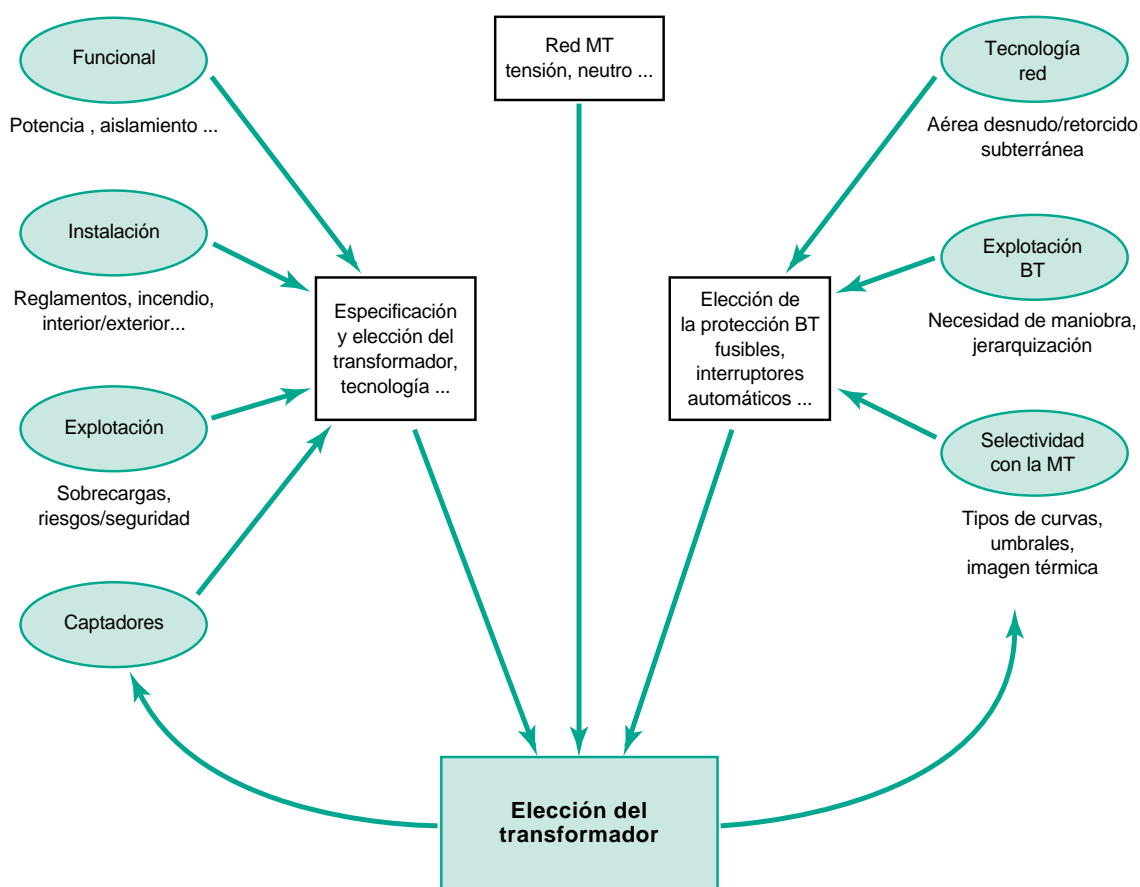 Funcional
Potencia , aislamiento ...
Instalación
Reglamentos, incendio,
interior/exterior...
Explotación
Sobrecargas,
riesgos/seguridad
Captadores
Especificación
y elección del
transformador,
tecnología ...
Red MT
tensión, neutro ...
Elección de
la protección BT
fusibles,
interruptores
automáticos ...
Tecnología
red
Aérea desnudo/retorcido
subterránea
Explotación
BT
Necesidad de maniobra,
jerarquización
Selectividad
con la MT
Tipos de curvas,
umbrales,
imagen térmica
Elección del
transformador